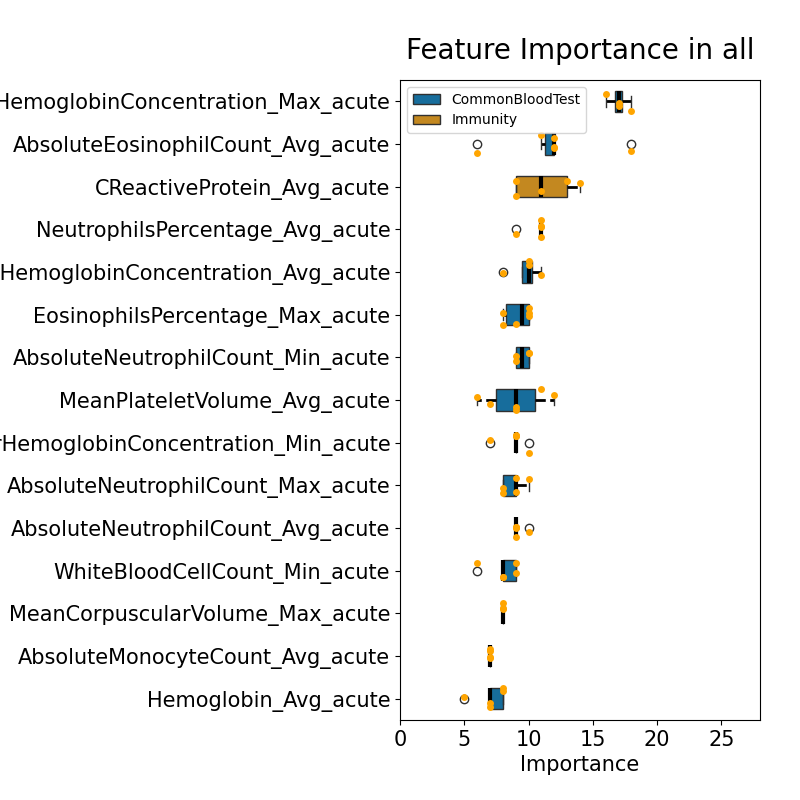 Feature Importance in all
HemoglobinConcentration_Max_acute
CommonBloodTest
Immunity
AbsoluteEosinophilCount_Avg_acute
CReactiveProtein_Avg_acute
NeutrophilsPercentage_Avg_acute
HemoglobinConcentration_Avg_acute
EosinophilsPercentage_Max_acute
AbsoluteNeutrophilCount_Min_acute
MeanPlateletVolume_Avg_acute
rHemoglobinConcentration_Min_acute
AbsoluteNeutrophilCount_Max_acute
AbsoluteNeutrophilCount_Avg_acute
WhiteBloodCellCount_Min_acute
MeanCorpuscularVolume_Max_acute
AbsoluteMonocyteCount_Avg_acute
Hemoglobin_Avg_acute
0 5 10 15 20 25
Importance